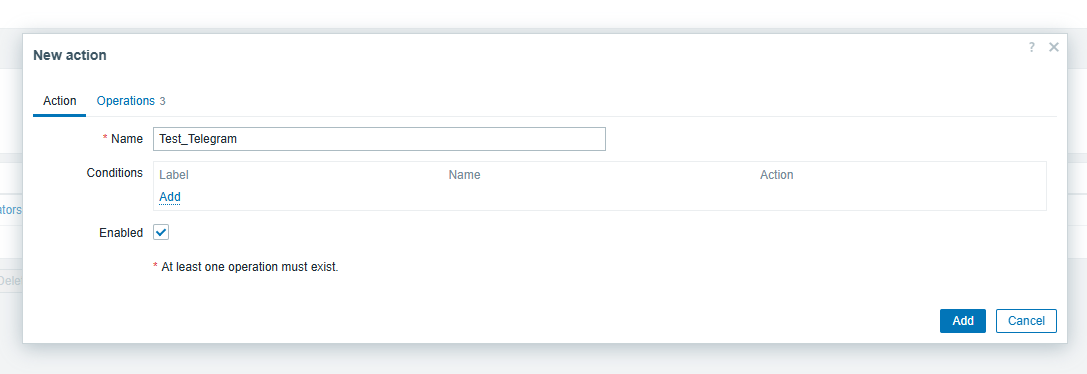 ? ×
New action
Action Operations 3
* Name Test_Telegram
Conditions Label Name Action
Add
ators
Enabled
* At least one operation must exist.
Dele
Add Cancel